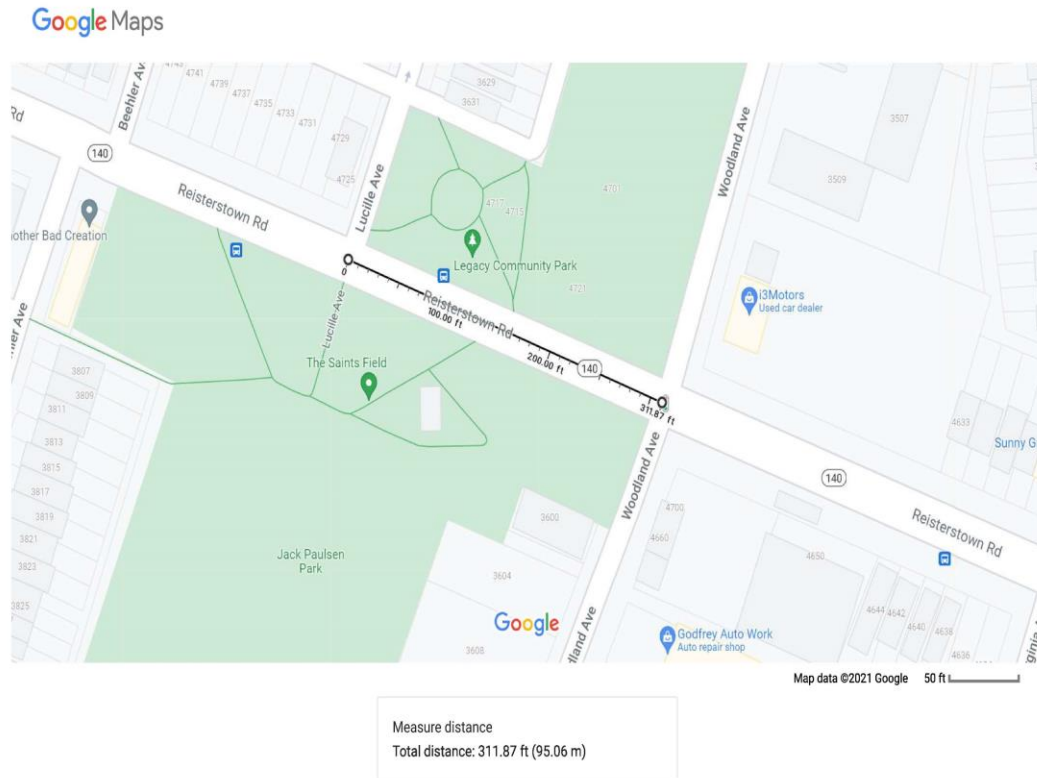 Google Maps
4743
4741
4739
4737
4735
4733
4731
4729
4725
3629
3631
Beehler Av
Rd
140
Reisterstown Rd
Lucille Ave
4717
4715
4701
4721
Legacy Community Park
Woodland Ave
3507
3509
i3Motors
Used car dealer
other Bad Creation
hler Ave
0
Reisterstown Rd
100.00 ft
200.00 ft
140
311.87 ft
Lucille Ave
The Saints Field
3807
3809
3811
3813
3815
3817
3819
3821
3823
3825
Jack Paulsen
Park
Woodland Ave
4633
Sunny G
140
Reisterstown Rd
4700
4660
4650
3600
3604
3608
4644
4642
4640
4638
4636
Google
dland Ave
Godfrey Auto Work
Auto repair shop
Map data ©2021 Google 50 ft
Measure distance
Total distance: 311.87 ft (95.06 m)